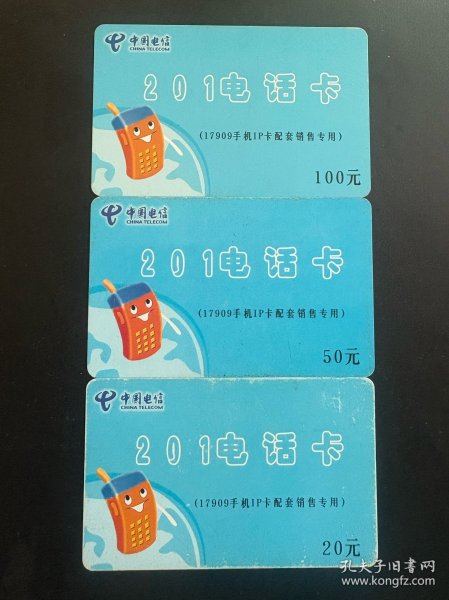 中国电信
CHINA TELECOM
201电话卡
(17909手机IP卡配套销售专用)
100元
中国电信
CHINA TELECOM
201电话卡
(17909手机IP卡配套销售专用)
50元
中国电信
CHINA TELECOM
201电话卡
(17909手机IP卡配套销售专用)
20元
孔夫子旧书网
www.kongfz.com